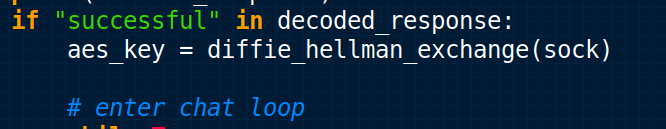 if "successful" in decoded_response:
    aes_key = diffie_hellman_exchange(sock)
    # enter chat loop